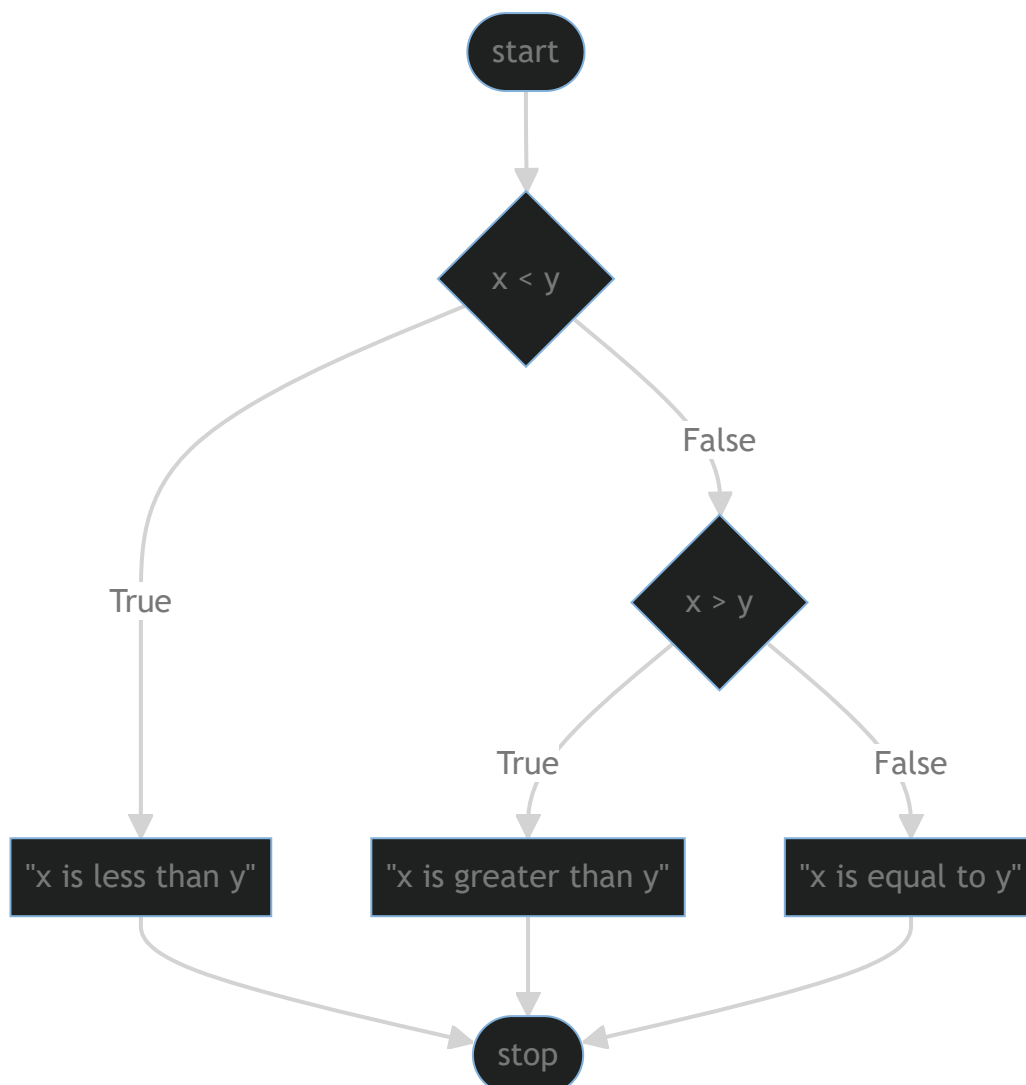 start
x < y
False
True
x > y
True
False
"x is less than y"
"x is greater than y"
"x is equal to y"
stop